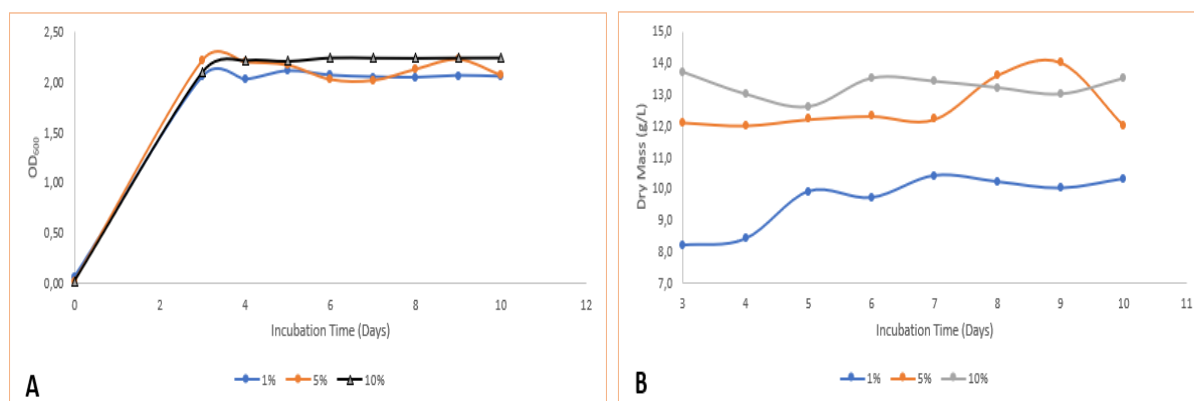 2,50
2,00
1,50
1,00
0,50
0,00
OD600
0 2 4 6 8 10 12
Incubation Time (Days)
1% 5% 10%
A
15,0
14,0
13,0
12,0
11,0
10,0
9,0
8,0
7,0
Dry Mass (g/L)
3 4 5 6 7 8 9 10 11
Incubation Time (Days)
1% 5% 10%
B